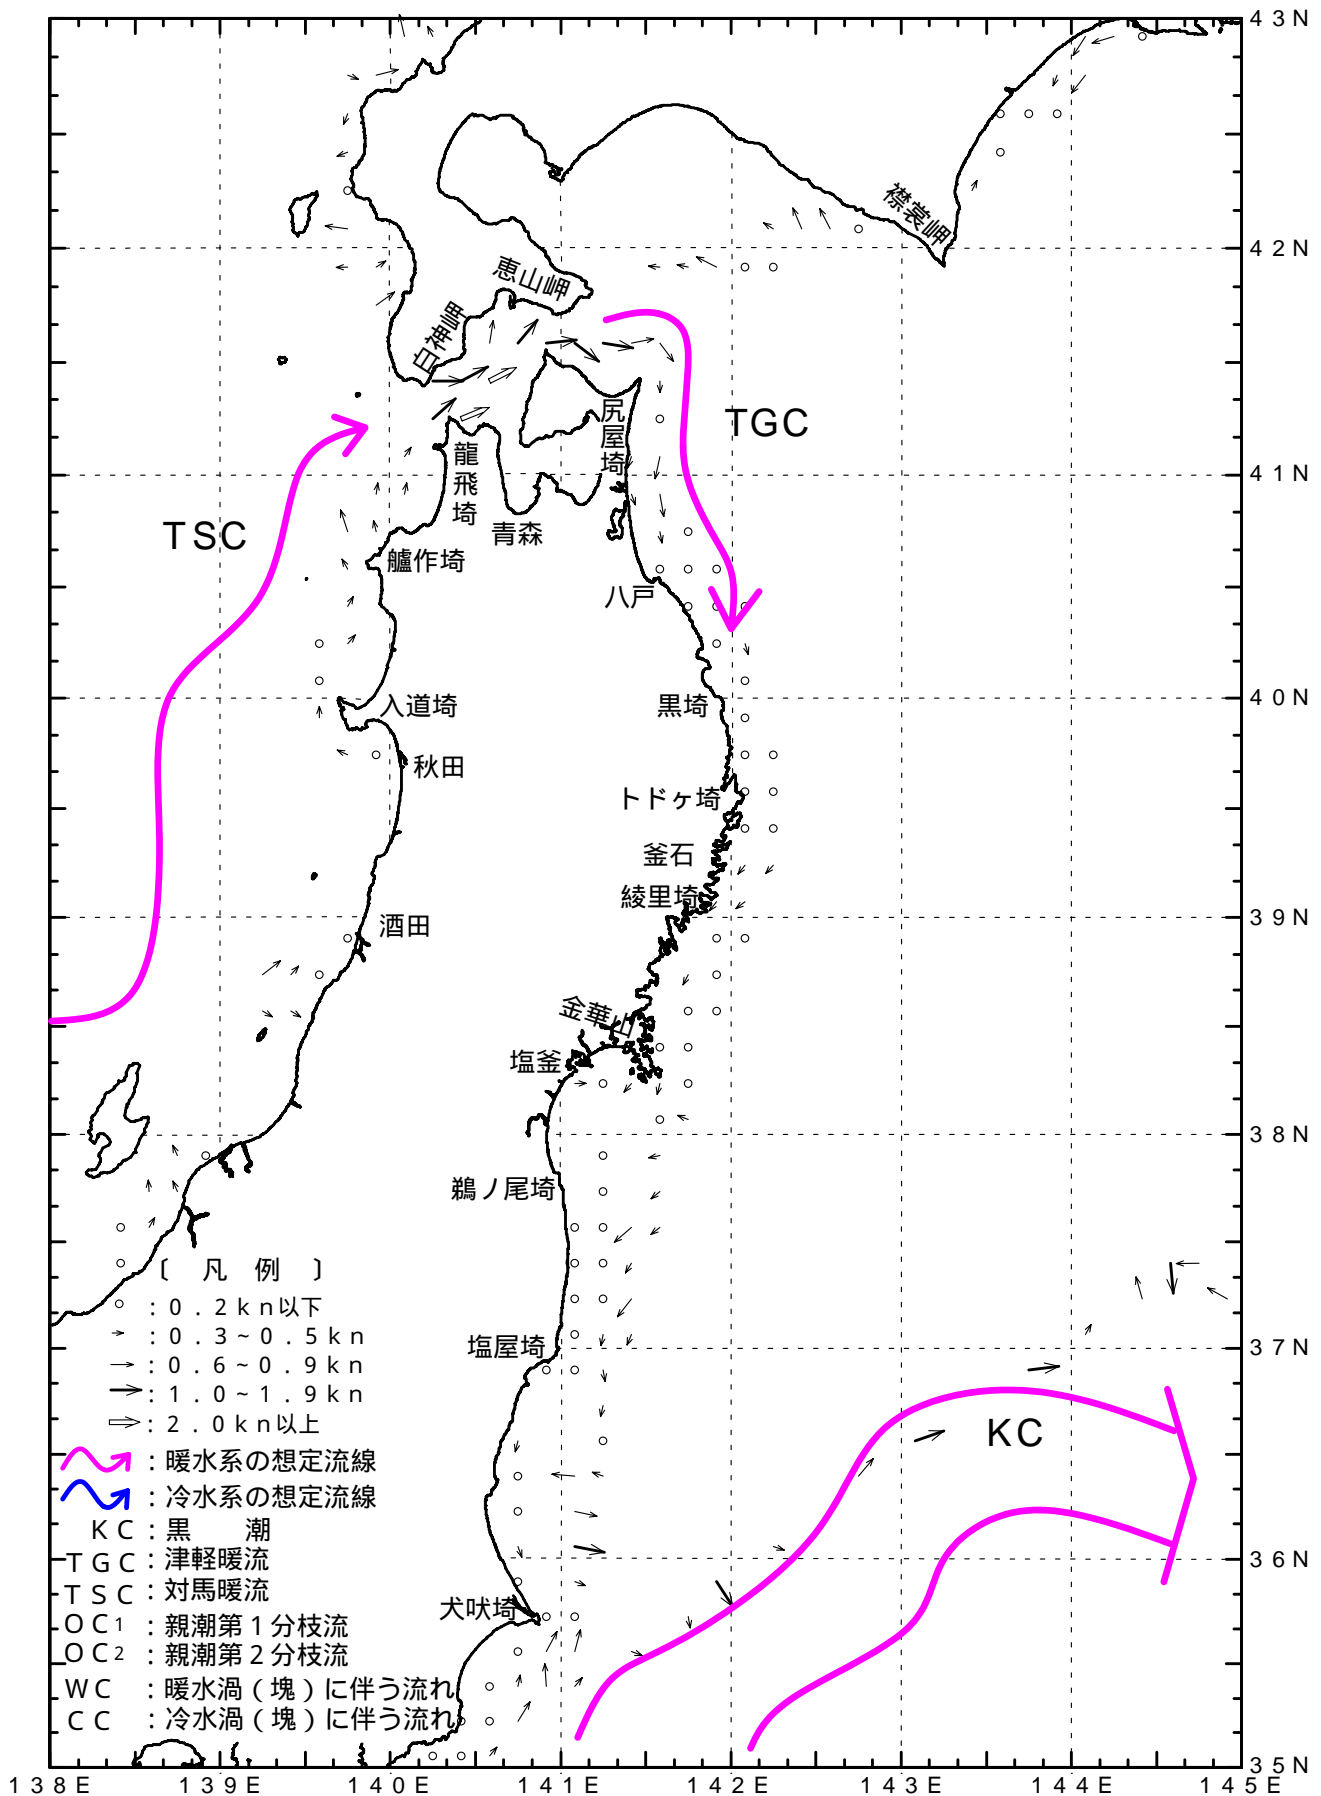 43N
42N
41N
40N
39N
38N
37N
36N
35N
138E
139E
140E
141E
142E
143E
144E
145E
襟裳岬
恵山岬
白神岬
TGC
尻屋埼
龍飛埼
TSC
青森
艫作埼
八戸
入道埼
黒埼
秋田
トドヶ埼
釜石
綾里埼
酒田
金華山
塩釜
鵜ノ尾埼
塩屋埼
KC
犬吠埼
〔 凡 例 〕
：0．2kn以下
：0．3~0．5kn
：0．6~0．9kn
：1．0~1．9kn
：2．0kn以上
：暖水系の想定流線
：冷水系の想定流線
KC：黒　潮
TGC：津軽暖流
TSC：対馬暖流
OC1：親潮第1分枝流
OC2：親潮第2分枝流
WC：暖水渦（塊）に伴う流れ
CC：冷水渦（塊）に伴う流れ